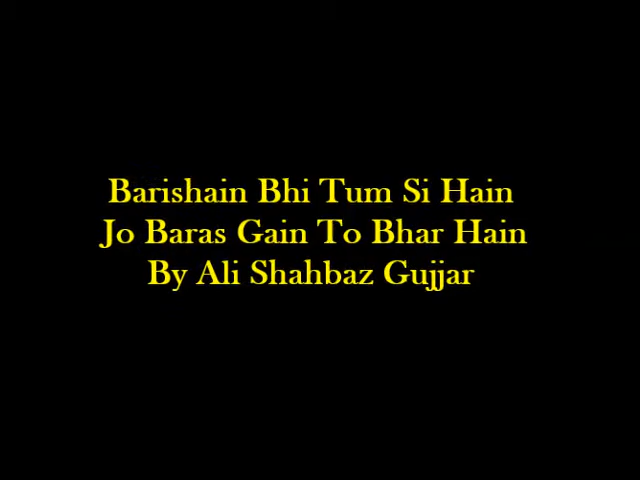 Barishain Bhi Tum Si Hain
Jo Baras Gain To Bhar Hain
By Ali Shahbaz Gujjar